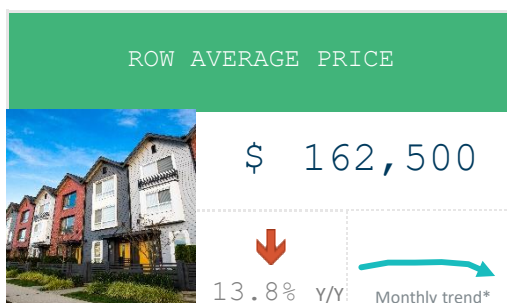 ROW AVERAGE PRICE
$ 162,500
13.8% Y/Y
Monthly trend*